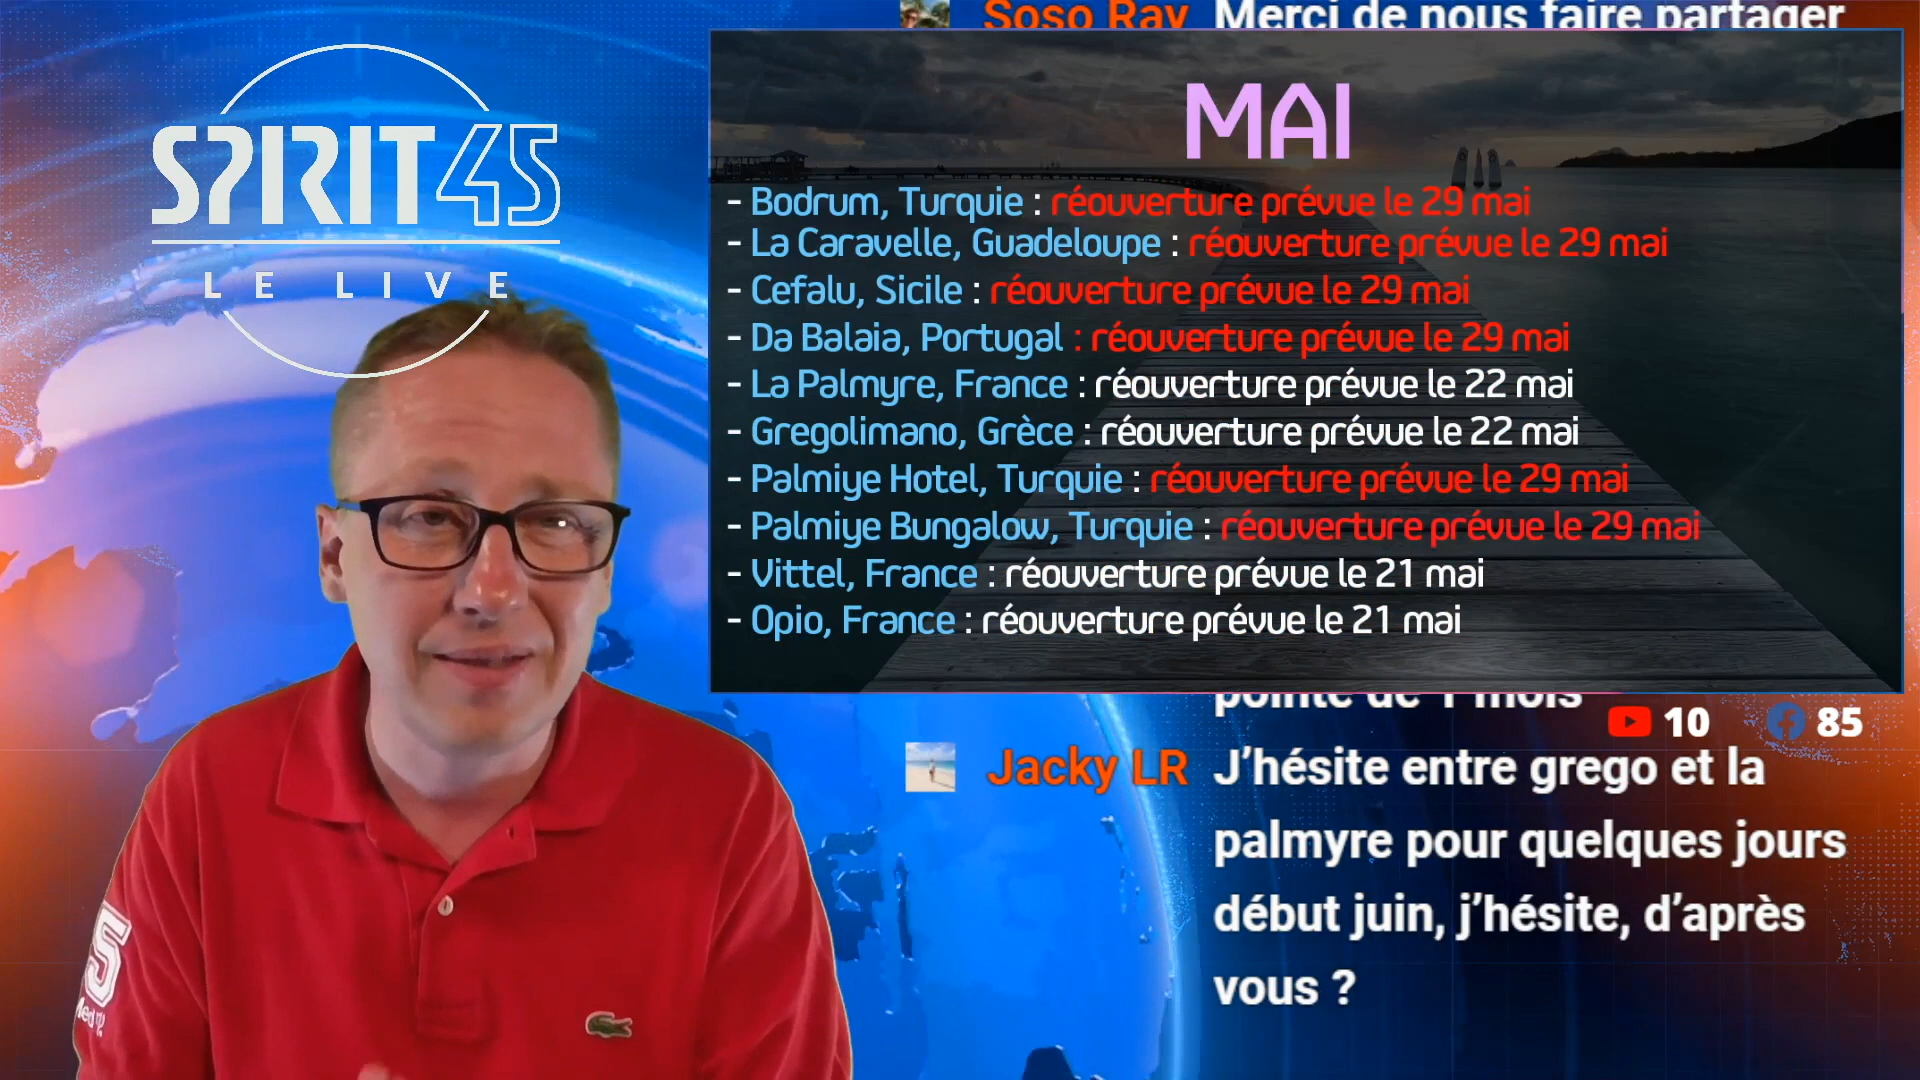 SPIRIT45
LE LIVE
Soso Ray Merci de nous faire partager
MAI
- Bodrum, Turquie : réouverture prévue le 29 mai
- La Caravelle, Guadeloupe : réouverture prévue le 29 mai
- Cefalu, Sicile : réouverture prévue le 29 mai
- Da Balaia, Portugal : réouverture prévue le 29 mai
- La Palmyre, France : réouverture prévue le 22 mai
- Gregolimano, Grèce : réouverture prévue le 22 mai
- Palmiye Hotel, Turquie : réouverture prévue le 29 mai
- Palmiye Bungalow, Turquie : réouverture prévue le 29 mai
- Vittel, France : réouverture prévue le 21 mai
- Opio, France : réouverture prévue le 21 mai
pointe de 1 mois
10 85
Jacky LR J'hésite entre grego et la
palmyre pour quelques jours
début juin, j'hésite, d'après
vous ?
5